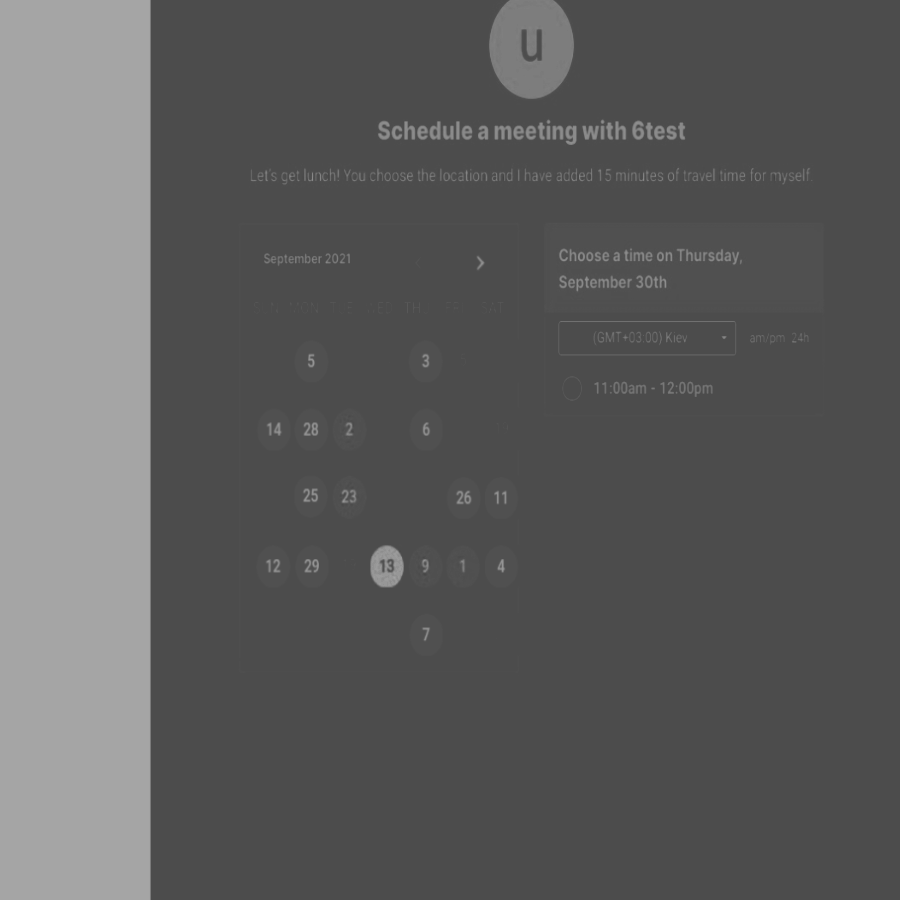 u
Schedule a meeting with 6test
Let's get lunch! You choose the location and I have added 15 minutes of travel time for myself.
September 2021
SUN MON TUE WED THU FRI SAT
5 3
14 28 2 6
25 23 26 11
12 29 13 9 1 4
7
Choose a time on Thursday,
September 30th
(GMT+03:00) Kiev am/pm 24h
11:00am - 12:00pm